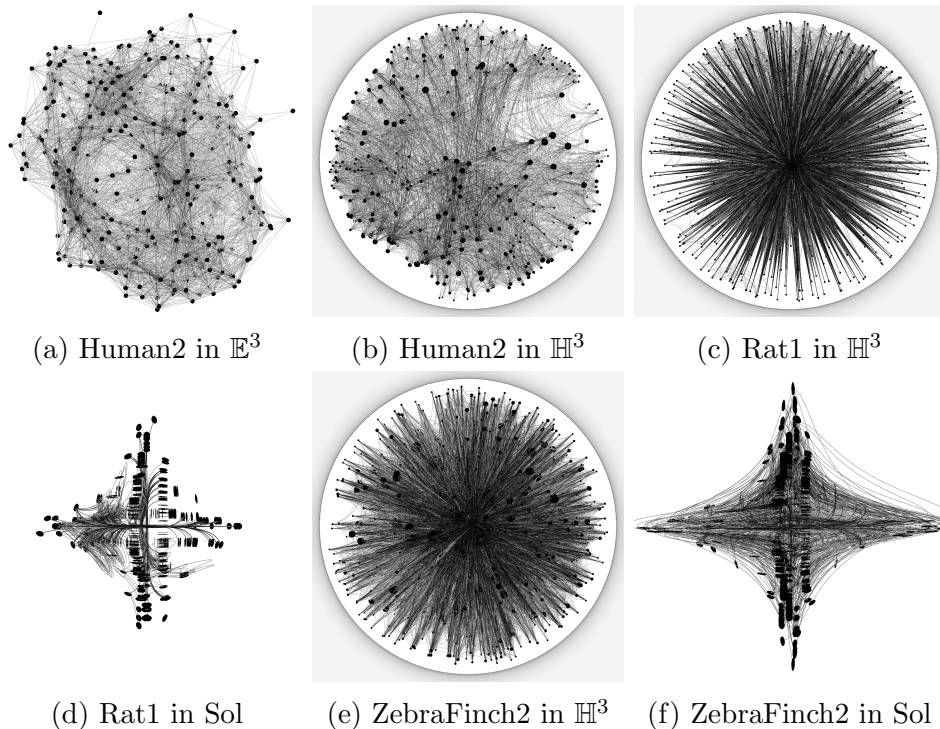 (a) Human2 in 𝔼³
(b) Human2 in ℍ³
(c) Rat1 in ℍ³
(d) Rat1 in Sol
(e) ZebraFinch2 in ℍ³
(f) ZebraFinch2 in Sol